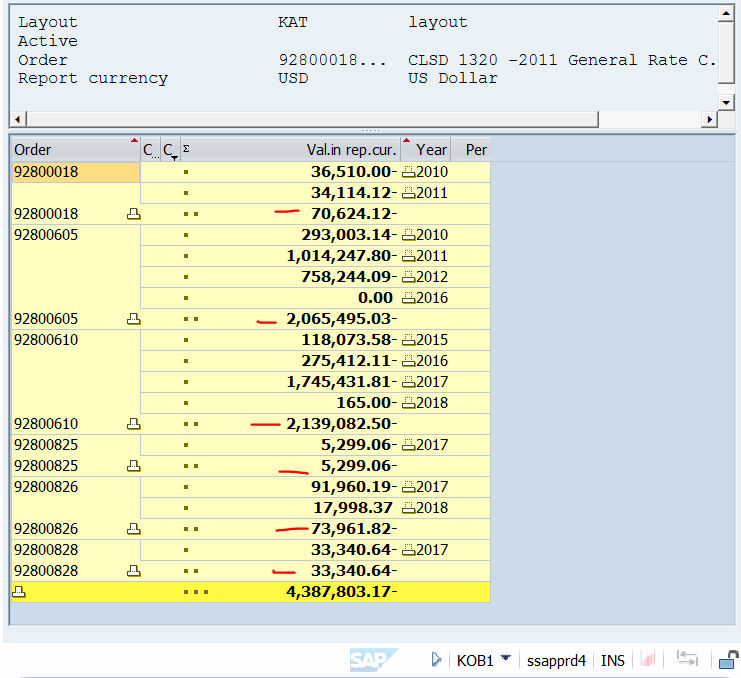 Layout KAT layout
Active
Order 92800018... CLSD 1320 -2011 General Rate C.
Report currency USD US Dollar
Order C.. C. Σ Val.in rep.cur. Year Per
92800018 36,510.00- 2010
34,114.12- 2011
92800018 70,624.12-
92800605 293,003.14- 2010
1,014,247.80- 2011
758,244.09- 2012
0.00 2016
92800605 2,065,495.03-
92800610 118,073.58- 2015
275,412.11- 2016
1,745,431.81- 2017
165.00- 2018
92800610 2,139,082.50-
92800825 5,299.06- 2017
92800825 5,299.06-
92800826 91,960.19- 2017
17,998.37 2018
92800826 73,961.82-
92800828 33,340.64- 2017
92800828 33,340.64-
4,387,803.17-
SAP KOB1 ssapprd4 INS